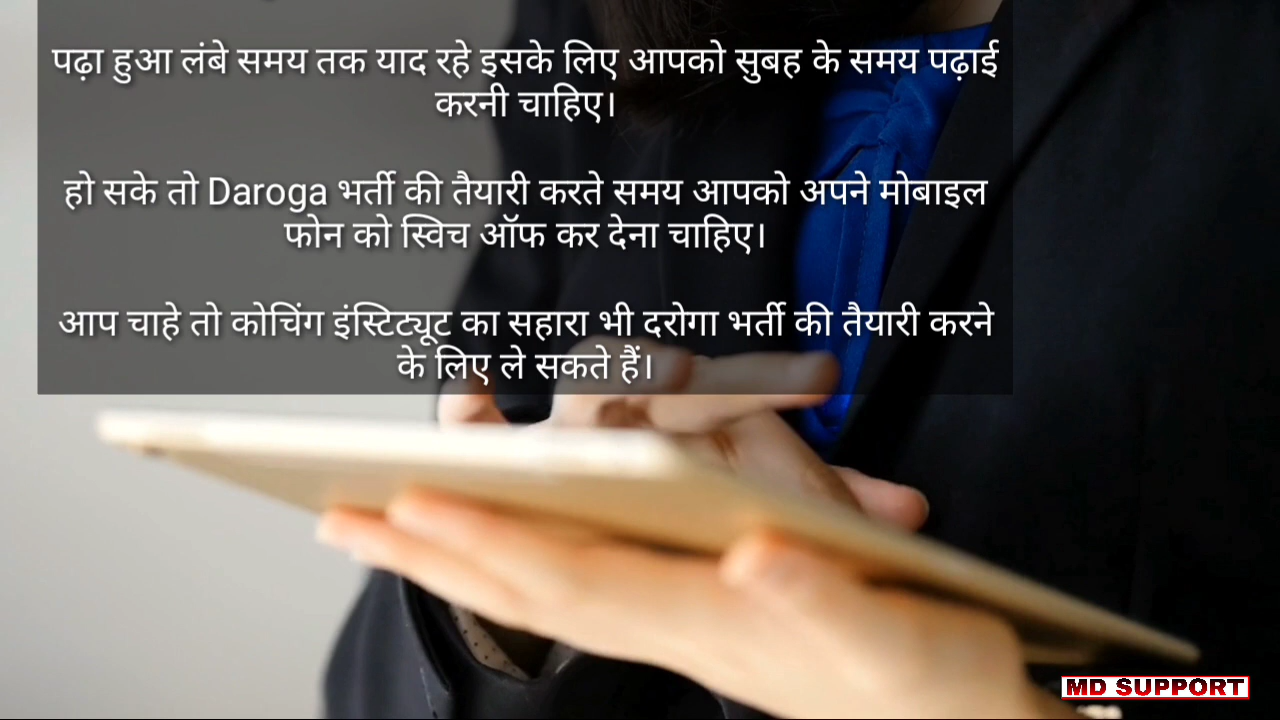 पढ़ा हुआ लंबे समय तक याद रहे इसके लिए आपको सुबह के समय पढ़ाई
करनी चाहिए।
हो सके तो Daroga भर्ती की तैयारी करते समय आपको अपने मोबाइल
फोन को स्विच ऑफ कर देना चाहिए।
आप चाहे तो कोचिंग इंस्टिट्यूट का सहारा भी दरोगा भर्ती की तैयारी करने
के लिए ले सकते हैं।
MD SUPPORT